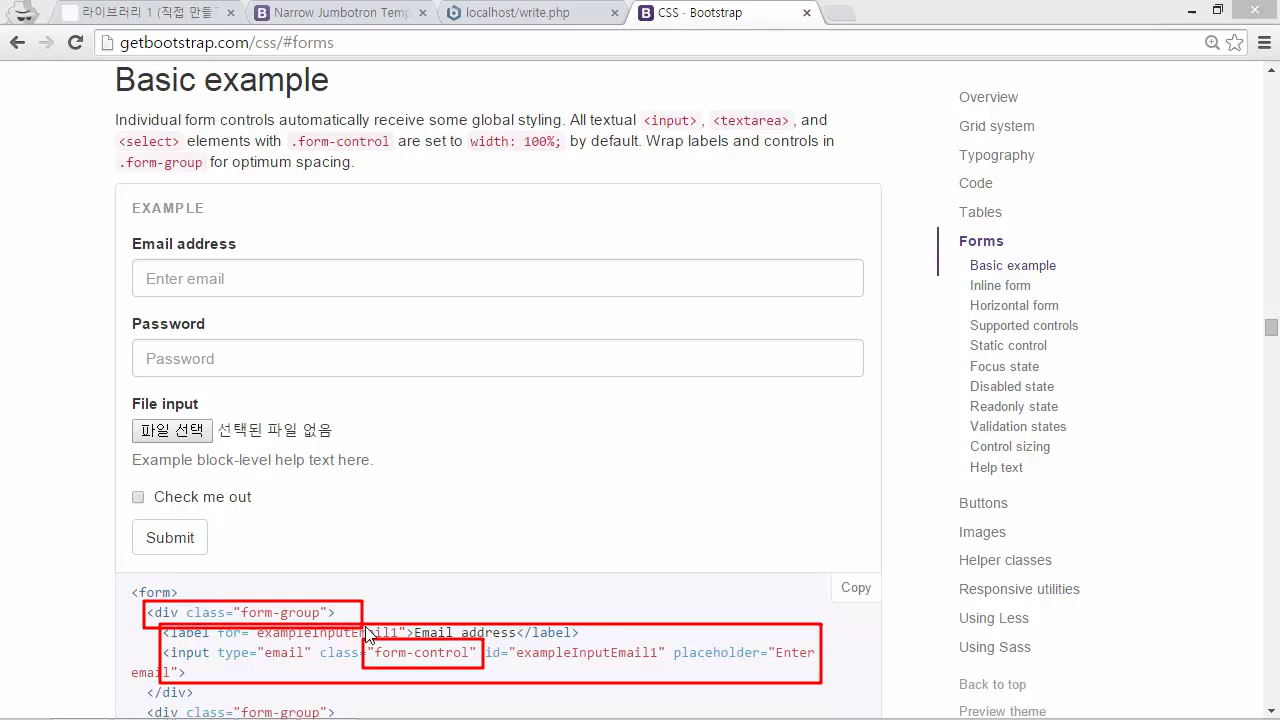 라이브러리 1 (직접 만들
Narrow Jumbotron Temp
localhost/write.php
CSS · Bootstrap
getbootstrap.com/css/#forms
Basic example
Individual form controls automatically receive some global styling. All textual <input>, <textarea>, and
<select> elements with .form-control are set to width: 100%; by default. Wrap labels and controls in
.form-group for optimum spacing.
EXAMPLE
Email address
Enter email
Password
Password
File input
파일 선택 선택된 파일 없음
Example block-level help text here.
Check me out
Submit
Copy
<form>
<div class="form-group">
<label for="exampleInputEmail1">Email address</label>
<input type="email" class="form-control" id="exampleInputEmail1" placeholder="Enter
email">
</div>
<div class="form-group">
Overview
Grid system
Typography
Code
Tables
Forms
Basic example
Inline form
Horizontal form
Supported controls
Static control
Focus state
Disabled state
Readonly state
Validation states
Control sizing
Help text
Buttons
Images
Helper classes
Responsive utilities
Using Less
Using Sass
Back to top
Preview theme